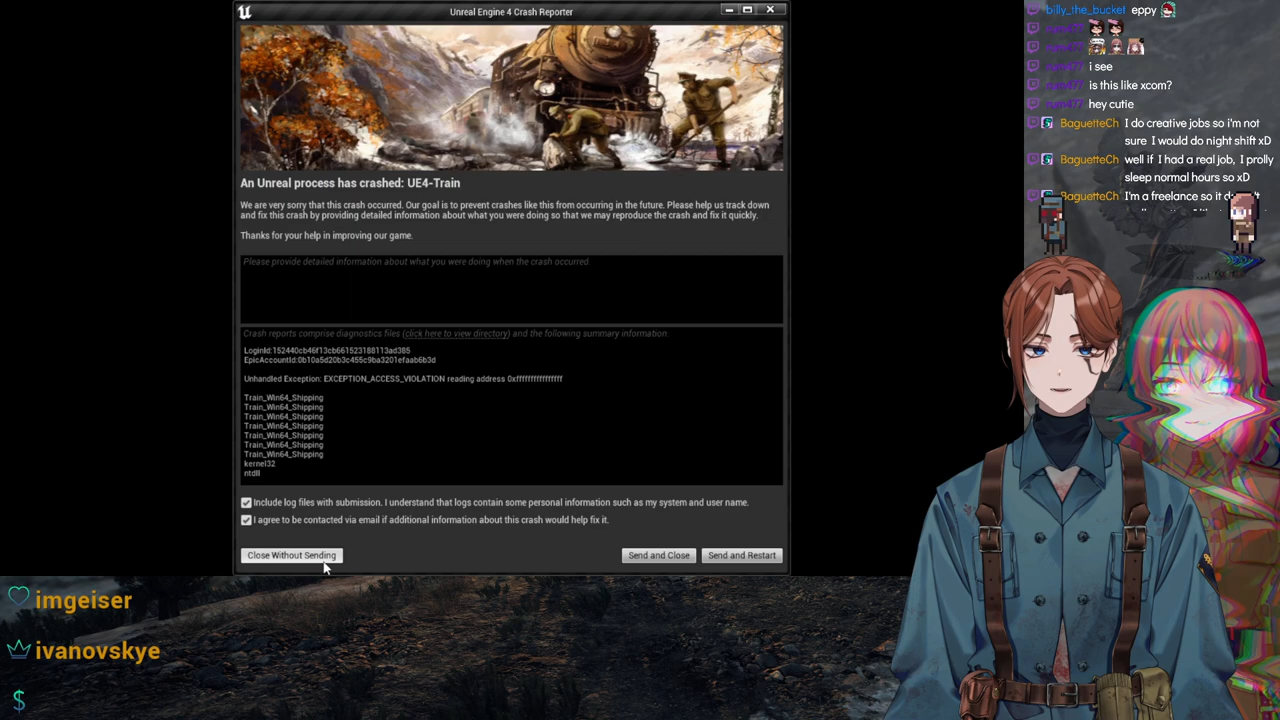 Unreal Engine 4 Crash Reporter
An Unreal process has crashed: UE4-Train
We are very sorry that this crash occurred. Our goal is to prevent crashes like this from occurring in the future. Please help us track down
and fix this crash by providing detailed information about what you were doing so that we may reproduce the crash and fix it quickly.
Thanks for your help in improving our game.
Please provide detailed information about what you were doing when the crash occurred.
Crash reports comprise diagnostics files (click here to view directory) and the following summary information:
LoginId:152440cb46f13cb661523188113ad385
EpicAccountId:0b10a5d20b3c455c9ba3201efaab6b3d
Unhandled Exception: EXCEPTION_ACCESS_VIOLATION reading address 0xffffffffffffffff
Train_Win64_Shipping
Train_Win64_Shipping
Train_Win64_Shipping
Train_Win64_Shipping
Train_Win64_Shipping
Train_Win64_Shipping
Train_Win64_Shipping
kernel32
ntdll
Include log files with submission. I understand that logs contain some personal information such as my system and user name.
I agree to be contacted via email if additional information about this crash would help fix it.
Close Without Sending
Send and Close
Send and Restart
billy_the_bucket eppy
i see
is this like xcom?
hey cutie
BaguetteCh I do creative jobs so i'm not
sure I would do night shift xD
BaguetteCh well if I had a real job, I prolly
sleep normal hours so xD
BaguetteCh I'm a freelance so it
imgeiser
ivanovskye
$